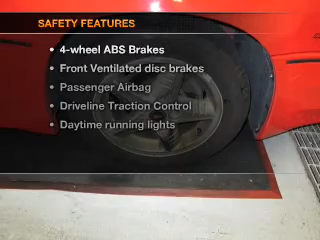 SAFETY FEATURES
• 4-wheel ABS Brakes
• Front Ventilated disc brakes
• Passenger Airbag
• Driveline Traction Control
• Daytime running lights